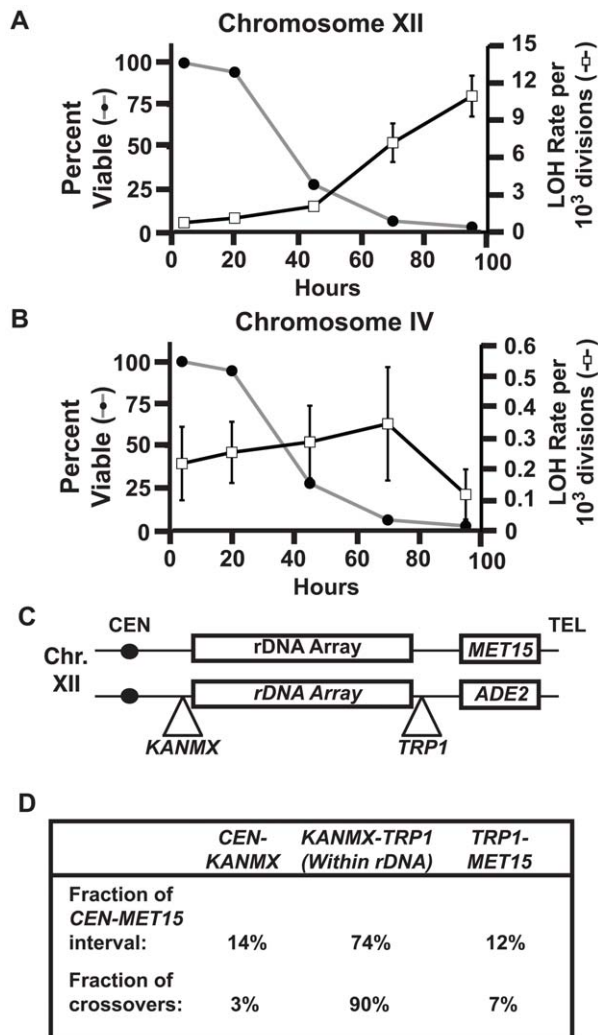 A
Chromosome XII
Percent
Viable (–•–)
100
75
50
25
0
15
12
9
6
3
0
LOH Rate per
10³ divisions (-□-)
0 20 40 60 80 100
Hours
B
Chromosome IV
Percent
Viable (–•–)
100
75
50
25
0
0.6
0.5
0.4
0.3
0.2
0.1
0
LOH Rate per
10³ divisions (-□-)
0 20 40 60 80 100
Hours
C
CEN TEL
Chr.
XII
rDNA Array MET15
rDNA Array ADE2
KANMX TRP1
D
CEN- KANMX-TRP1 TRP1-
KANMX (Within rDNA) MET15
Fraction of
CEN-MET15
interval: 14% 74% 12%
Fraction of
crossovers: 3% 90% 7%